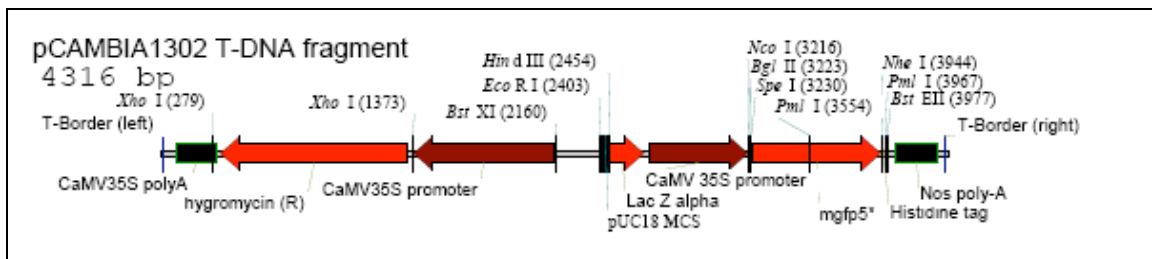 pCAMBIA1302 T-DNA fragment
4316 bp
Xho I (279)
Xho I (1373)
Bst XI (2160)
Eco R I (2403)
Hin d III (2454)
Nco I (3216)
Bgl II (3223)
Spe I (3230)
Pml I (3554)
Nhe I (3944)
Pml I (3967)
Bst EII (3977)
T-Border (left)
T-Border (right)
CaMV35S polyA
hygromycin (R)
CaMV35S promoter
Lac Z alpha
pUC18 MCS
CaMV 35S promoter
mgfp5*
Histidine tag
Nos poly-A